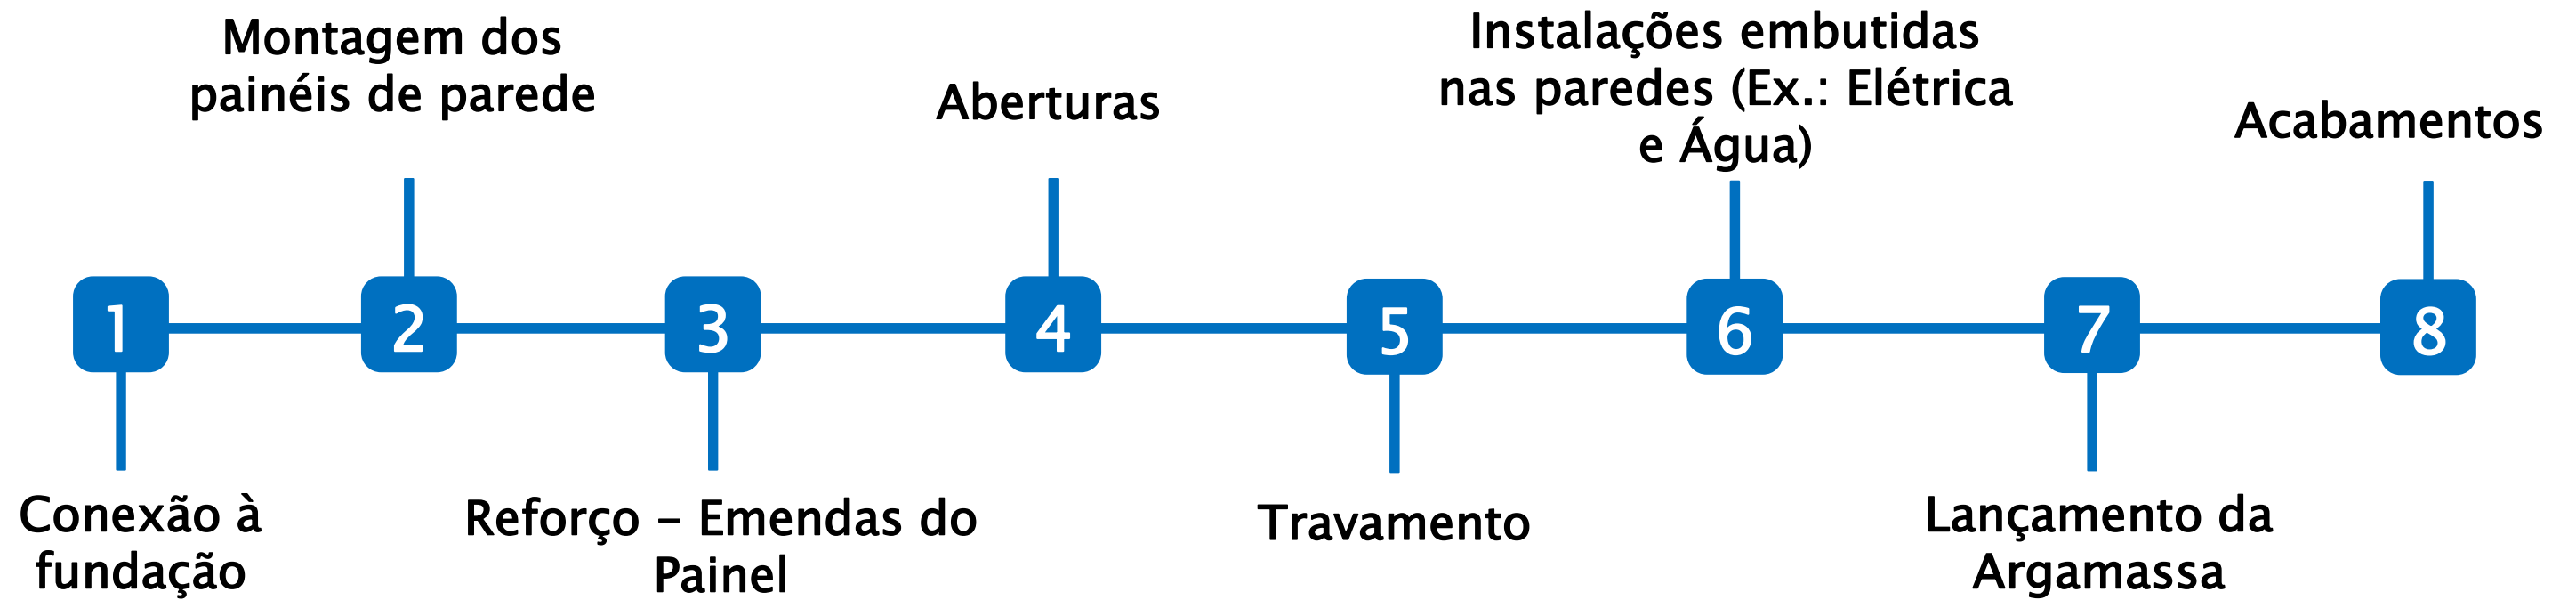 Montagem dos
painéis de parede
Aberturas
Instalações embutidas
nas paredes (Ex.: Elétrica
e Água)
Acabamentos
1
2
3
4
5
6
7
8
Conexão à
fundação
Reforço – Emendas do
Painel
Travamento
Lançamento da
Argamassa